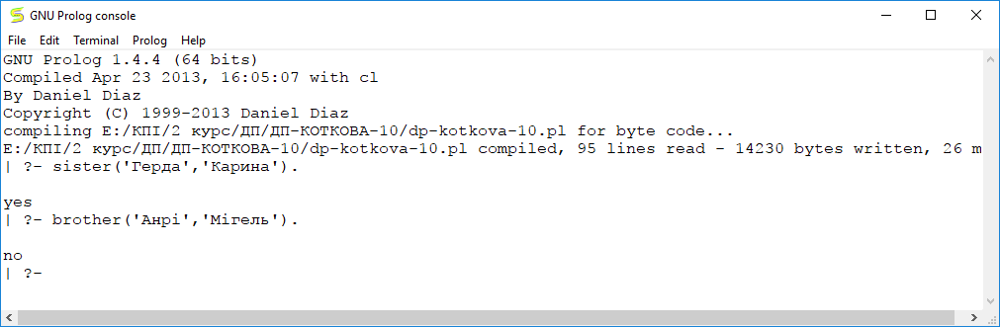 GNU Prolog console
File Edit Terminal Prolog Help
GNU Prolog 1.4.4 (64 bits)
Compiled Apr 23 2013, 16:05:07 with cl
By Daniel Diaz
Copyright (C) 1999-2013 Daniel Diaz
compiling E:/КПІ/2 курс/ДП/ДП-КОТКОВА-10/dp-kotkova-10.pl for byte code...
E:/КПІ/2 курс/ДП/ДП-КОТКОВА-10/dp-kotkova-10.pl compiled, 95 lines read - 14230 bytes written, 26 m
| ?- sister('Герда','Карина').
yes
| ?- brother('Анрі','Мігель').
no
| ?-